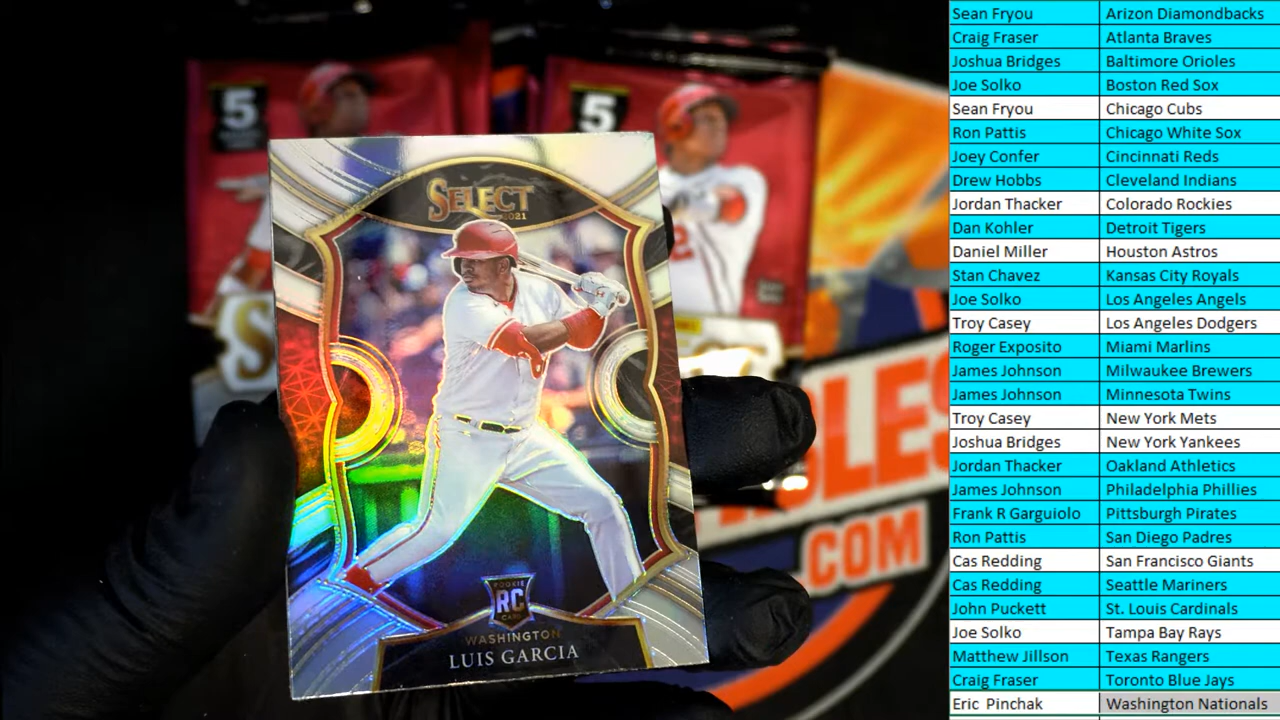 5
5
SELECT
2021
2
BLES
.COM
ROOKIE
RC
CARD
WASHINGTON
LUIS GARCIA
Sean Fryou Arizon Diamondbacks
Craig Fraser Atlanta Braves
Joshua Bridges Baltimore Orioles
Joe Solko Boston Red Sox
Sean Fryou Chicago Cubs
Ron Pattis Chicago White Sox
Joey Confer Cincinnati Reds
Drew Hobbs Cleveland Indians
Jordan Thacker Colorado Rockies
Dan Kohler Detroit Tigers
Daniel Miller Houston Astros
Stan Chavez Kansas City Royals
Joe Solko Los Angeles Angels
Troy Casey Los Angeles Dodgers
Roger Exposito Miami Marlins
James Johnson Milwaukee Brewers
James Johnson Minnesota Twins
Troy Casey New York Mets
Joshua Bridges New York Yankees
Jordan Thacker Oakland Athletics
James Johnson Philadelphia Phillies
Frank R Garguiolo Pittsburgh Pirates
Ron Pattis San Diego Padres
Cas Redding San Francisco Giants
Cas Redding Seattle Mariners
John Puckett St. Louis Cardinals
Joe Solko Tampa Bay Rays
Matthew Jillson Texas Rangers
Craig Fraser Toronto Blue Jays
Eric Pinchak Washington Nationals